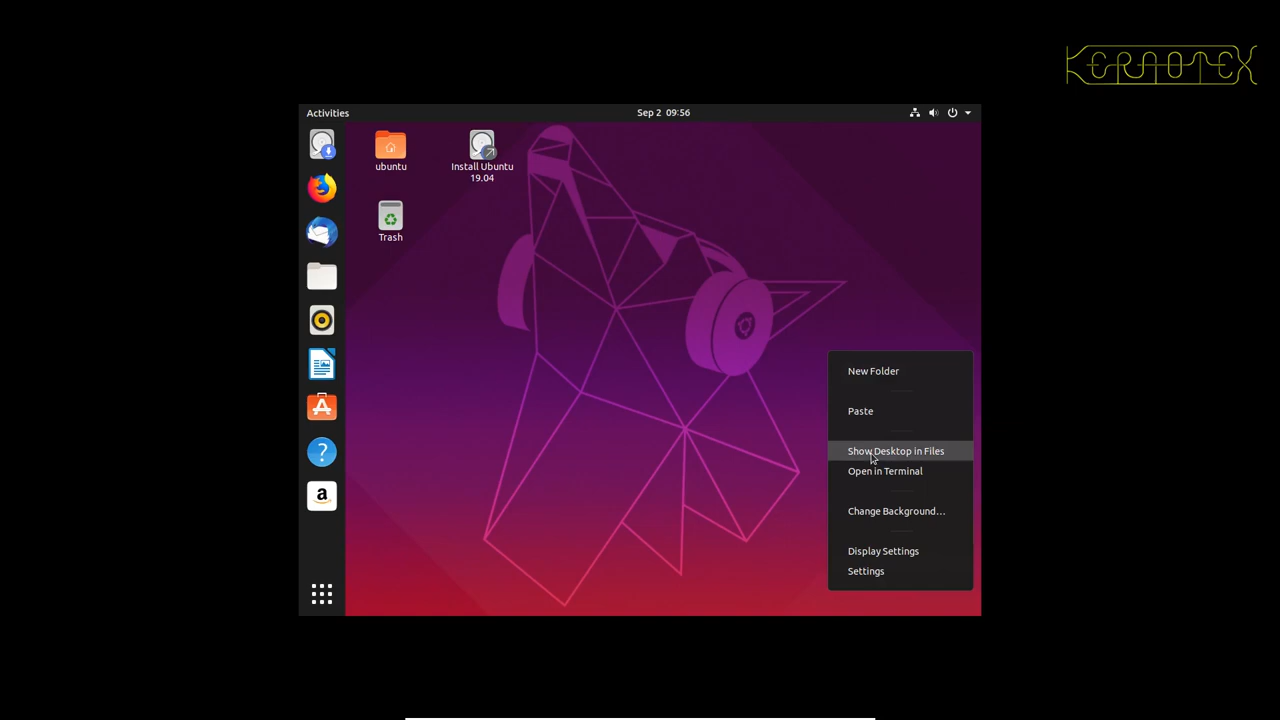 KERNOTEX
Activities
Sep 2 09:56
ubuntu
Install Ubuntu
19.04
Trash
New Folder
Paste
Show Desktop in Files
Open in Terminal
Change Background…
Display Settings
Settings